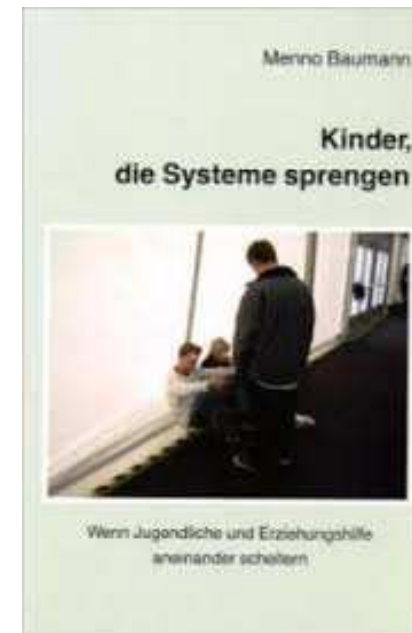 Menno Baumann
Kinder,
die Systeme sprengen
Wenn Jugendliche und Erziehungshilfe
aneinander scheitern